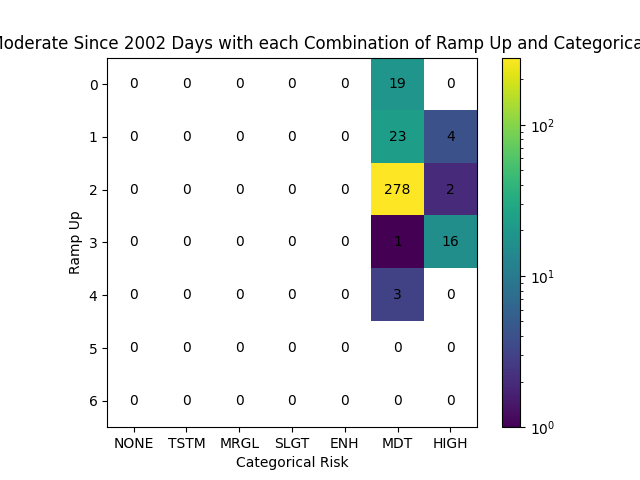 Moderate Since 2002 Days with each Combination of Ramp Up and Categorica
0 0 0 0 0 0 19 0
1 0 0 0 0 0 23 4
2 0 0 0 0 0 278 2
3 0 0 0 0 0 1 16
4 0 0 0 0 0 3 0
5 0 0 0 0 0 0 0
6 0 0 0 0 0 0 0
NONE TSTM MRGL SLGT ENH MDT HIGH
Categorical Risk
Ramp Up
10²
10¹
10⁰